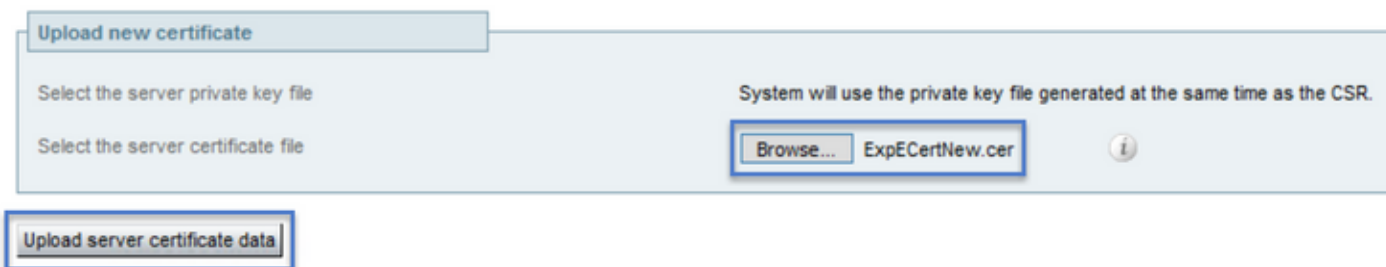 Upload new certificate
Select the server private key file System will use the private key file generated at the same time as the CSR.
Select the server certificate file Browse... ExpECertNew.cer i
Upload server certificate data